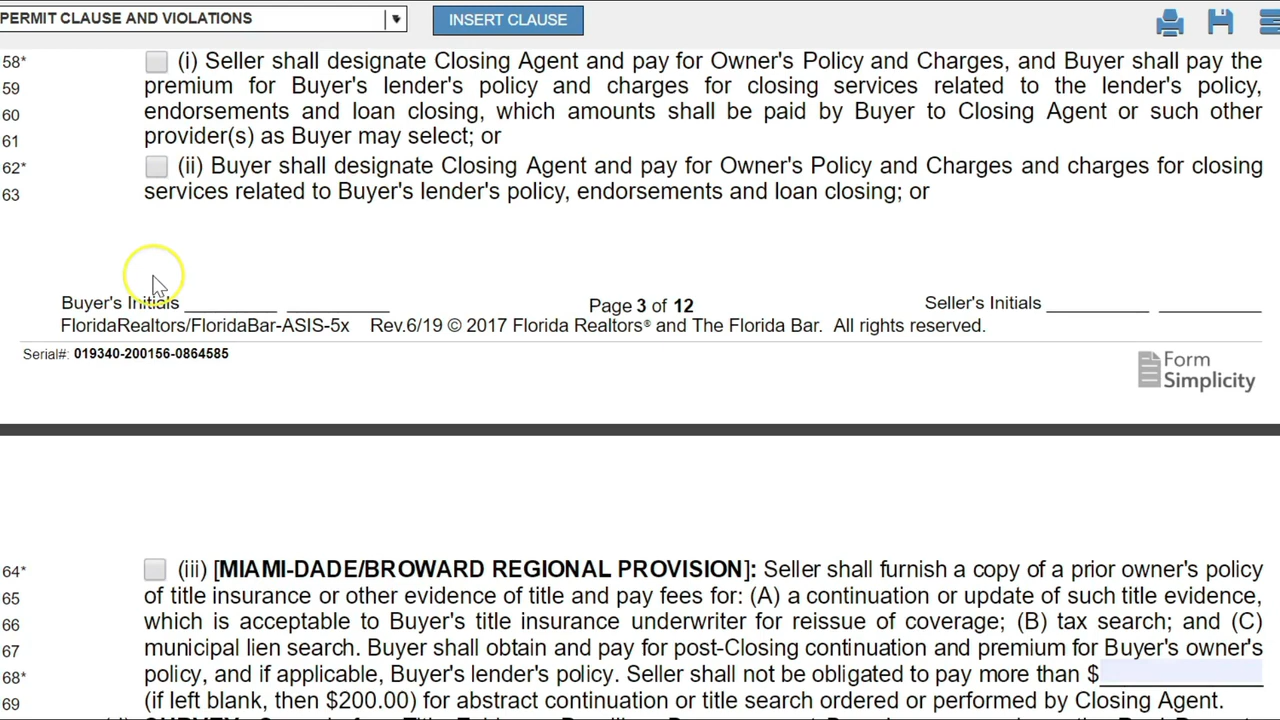 PERMIT CLAUSE AND VIOLATIONS INSERT CLAUSE
58* (i) Seller shall designate Closing Agent and pay for Owner's Policy and Charges, and Buyer shall pay the
59 premium for Buyer's lender's policy and charges for closing services related to the lender's policy,
60 endorsements and loan closing, which amounts shall be paid by Buyer to Closing Agent or such other
61 provider(s) as Buyer may select; or
62* (ii) Buyer shall designate Closing Agent and pay for Owner's Policy and Charges and charges for closing
63 services related to Buyer's lender's policy, endorsements and loan closing; or
Buyer's Initials Page 3 of 12 Seller's Initials
FloridaRealtors/FloridaBar-ASIS-5x Rev.6/19 © 2017 Florida Realtors® and The Florida Bar. All rights reserved.
Serial#: 019340-200156-0864585
Form
Simplicity
64* (iii) [MIAMI-DADE/BROWARD REGIONAL PROVISION]: Seller shall furnish a copy of a prior owner's policy
65 of title insurance or other evidence of title and pay fees for: (A) a continuation or update of such title evidence,
66 which is acceptable to Buyer's title insurance underwriter for reissue of coverage; (B) tax search; and (C)
67 municipal lien search. Buyer shall obtain and pay for post-Closing continuation and premium for Buyer's owner's
68* policy, and if applicable, Buyer's lender's policy. Seller shall not be obligated to pay more than $
69 (if left blank, then $200.00) for abstract continuation or title search ordered or performed by Closing Agent.